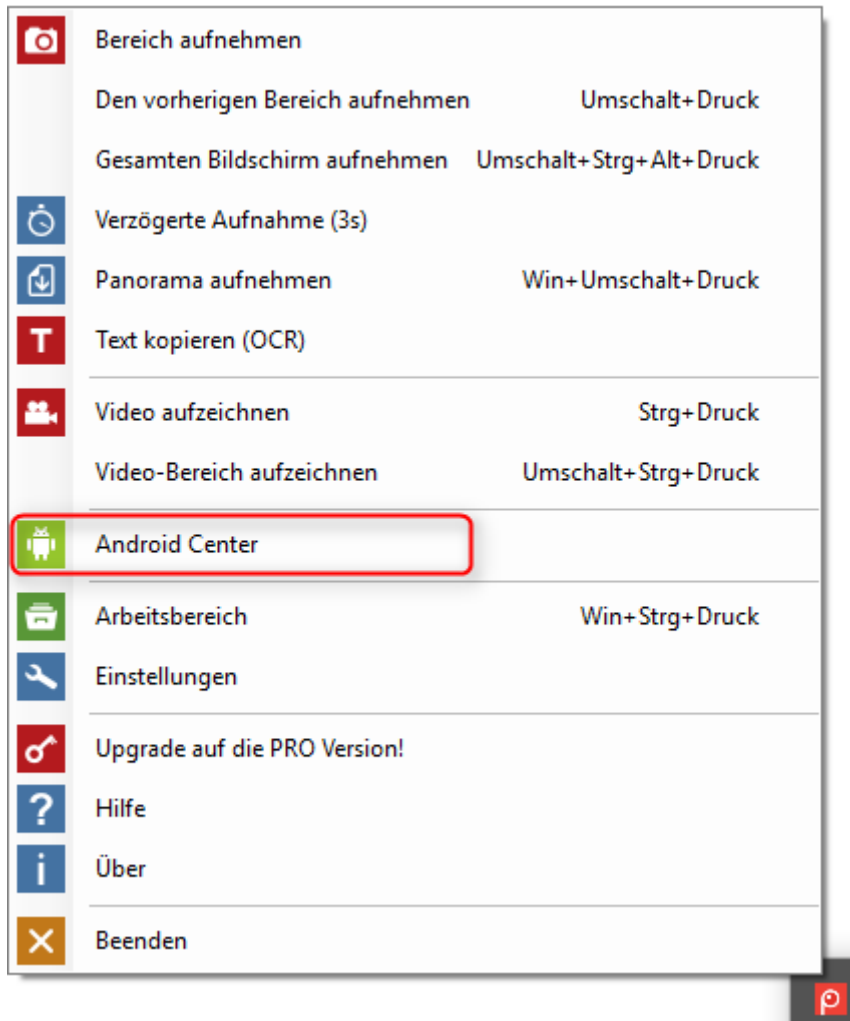 Bereich aufnehmen
Den vorherigen Bereich aufnehmen Umschalt+Druck
Gesamten Bildschirm aufnehmen Umschalt+Strg+Alt+Druck
Verzögerte Aufnahme (3s)
Panorama aufnehmen Win+Umschalt+Druck
T Text kopieren (OCR)
Video aufzeichnen Strg+Druck
Video-Bereich aufzeichnen Umschalt+Strg+Druck
Android Center
Arbeitsbereich Win+Strg+Druck
Einstellungen
Upgrade auf die PRO Version!
? Hilfe
i Über
Beenden